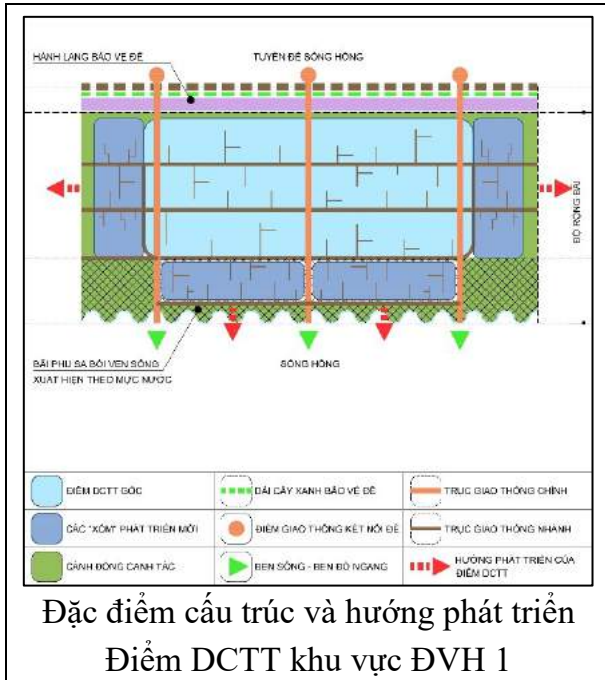 HÀNH LANG BẢO VỆ ĐÊ
TUYẾN ĐÊ SÔNG HỒNG
ĐỘ RỘNG BÃI
BÃI PHÙ SA BỒI VEN SÔNG
XUẤT HIỆN THEO MỰC NƯỚC
SÔNG HỒNG
ĐIỂM DCTT GỐC
DẢI CÂY XANH BẢO VỆ ĐÊ
TRỤC GIAO THÔNG CHÍNH
CÁC "XÓM" PHÁT TRIỂN MỚI
ĐIỂM GIAO THÔNG KẾT NỐI ĐÊ
TRỤC GIAO THÔNG NHÁNH
CÁNH ĐỒNG CANH TÁC
BẾN SÔNG - BẾN ĐÒ NGANG
HƯỚNG PHÁT TRIỂN CỦA
ĐIỂM DCTT
Đặc điểm cấu trúc và hướng phát triển
Điểm DCTT khu vực ĐVH 1